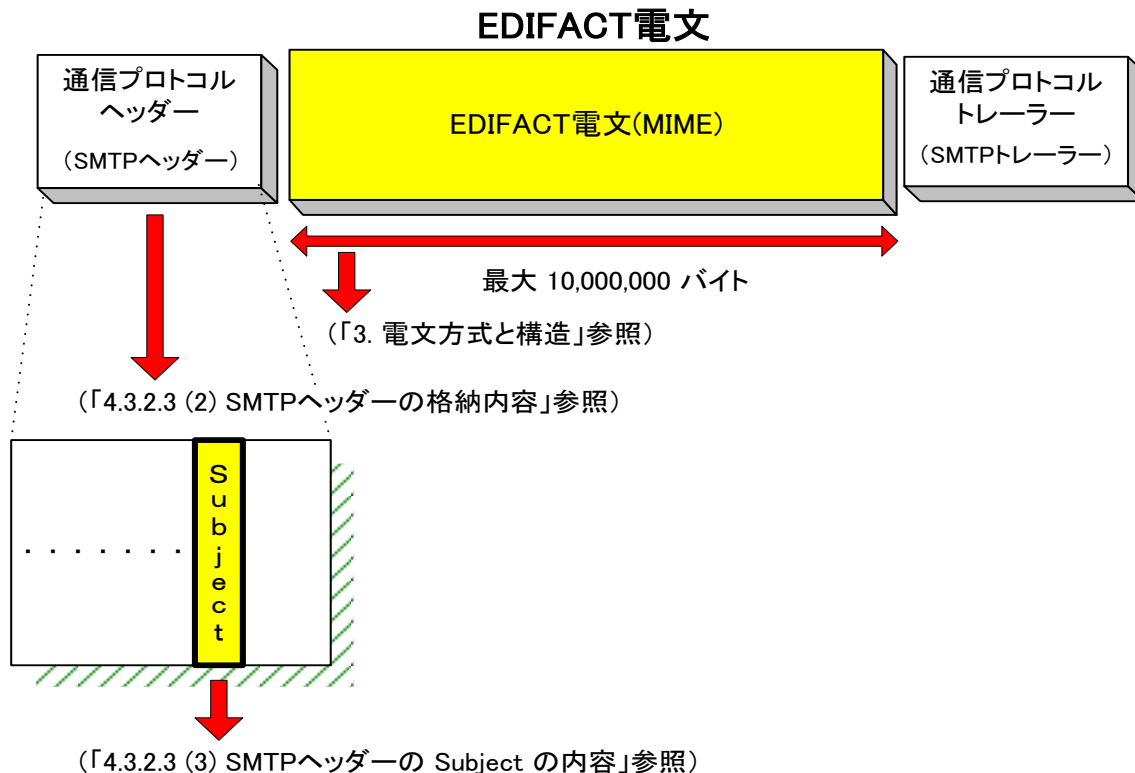 EDIFACT電文
通信プロトコル
ヘッダー
（SMTPヘッダー）
EDIFACT電文(MIME)
通信プロトコル
トレーラー
（SMTPトレーラー）
最大 10,000,000 バイト
（「3. 電文方式と構造」参照）
（「4.3.2.3 (2) SMTPヘッダーの格納内容」参照）
・・・・・・・
Subject
（「4.3.2.3 (3) SMTPヘッダーの Subject の内容」参照）